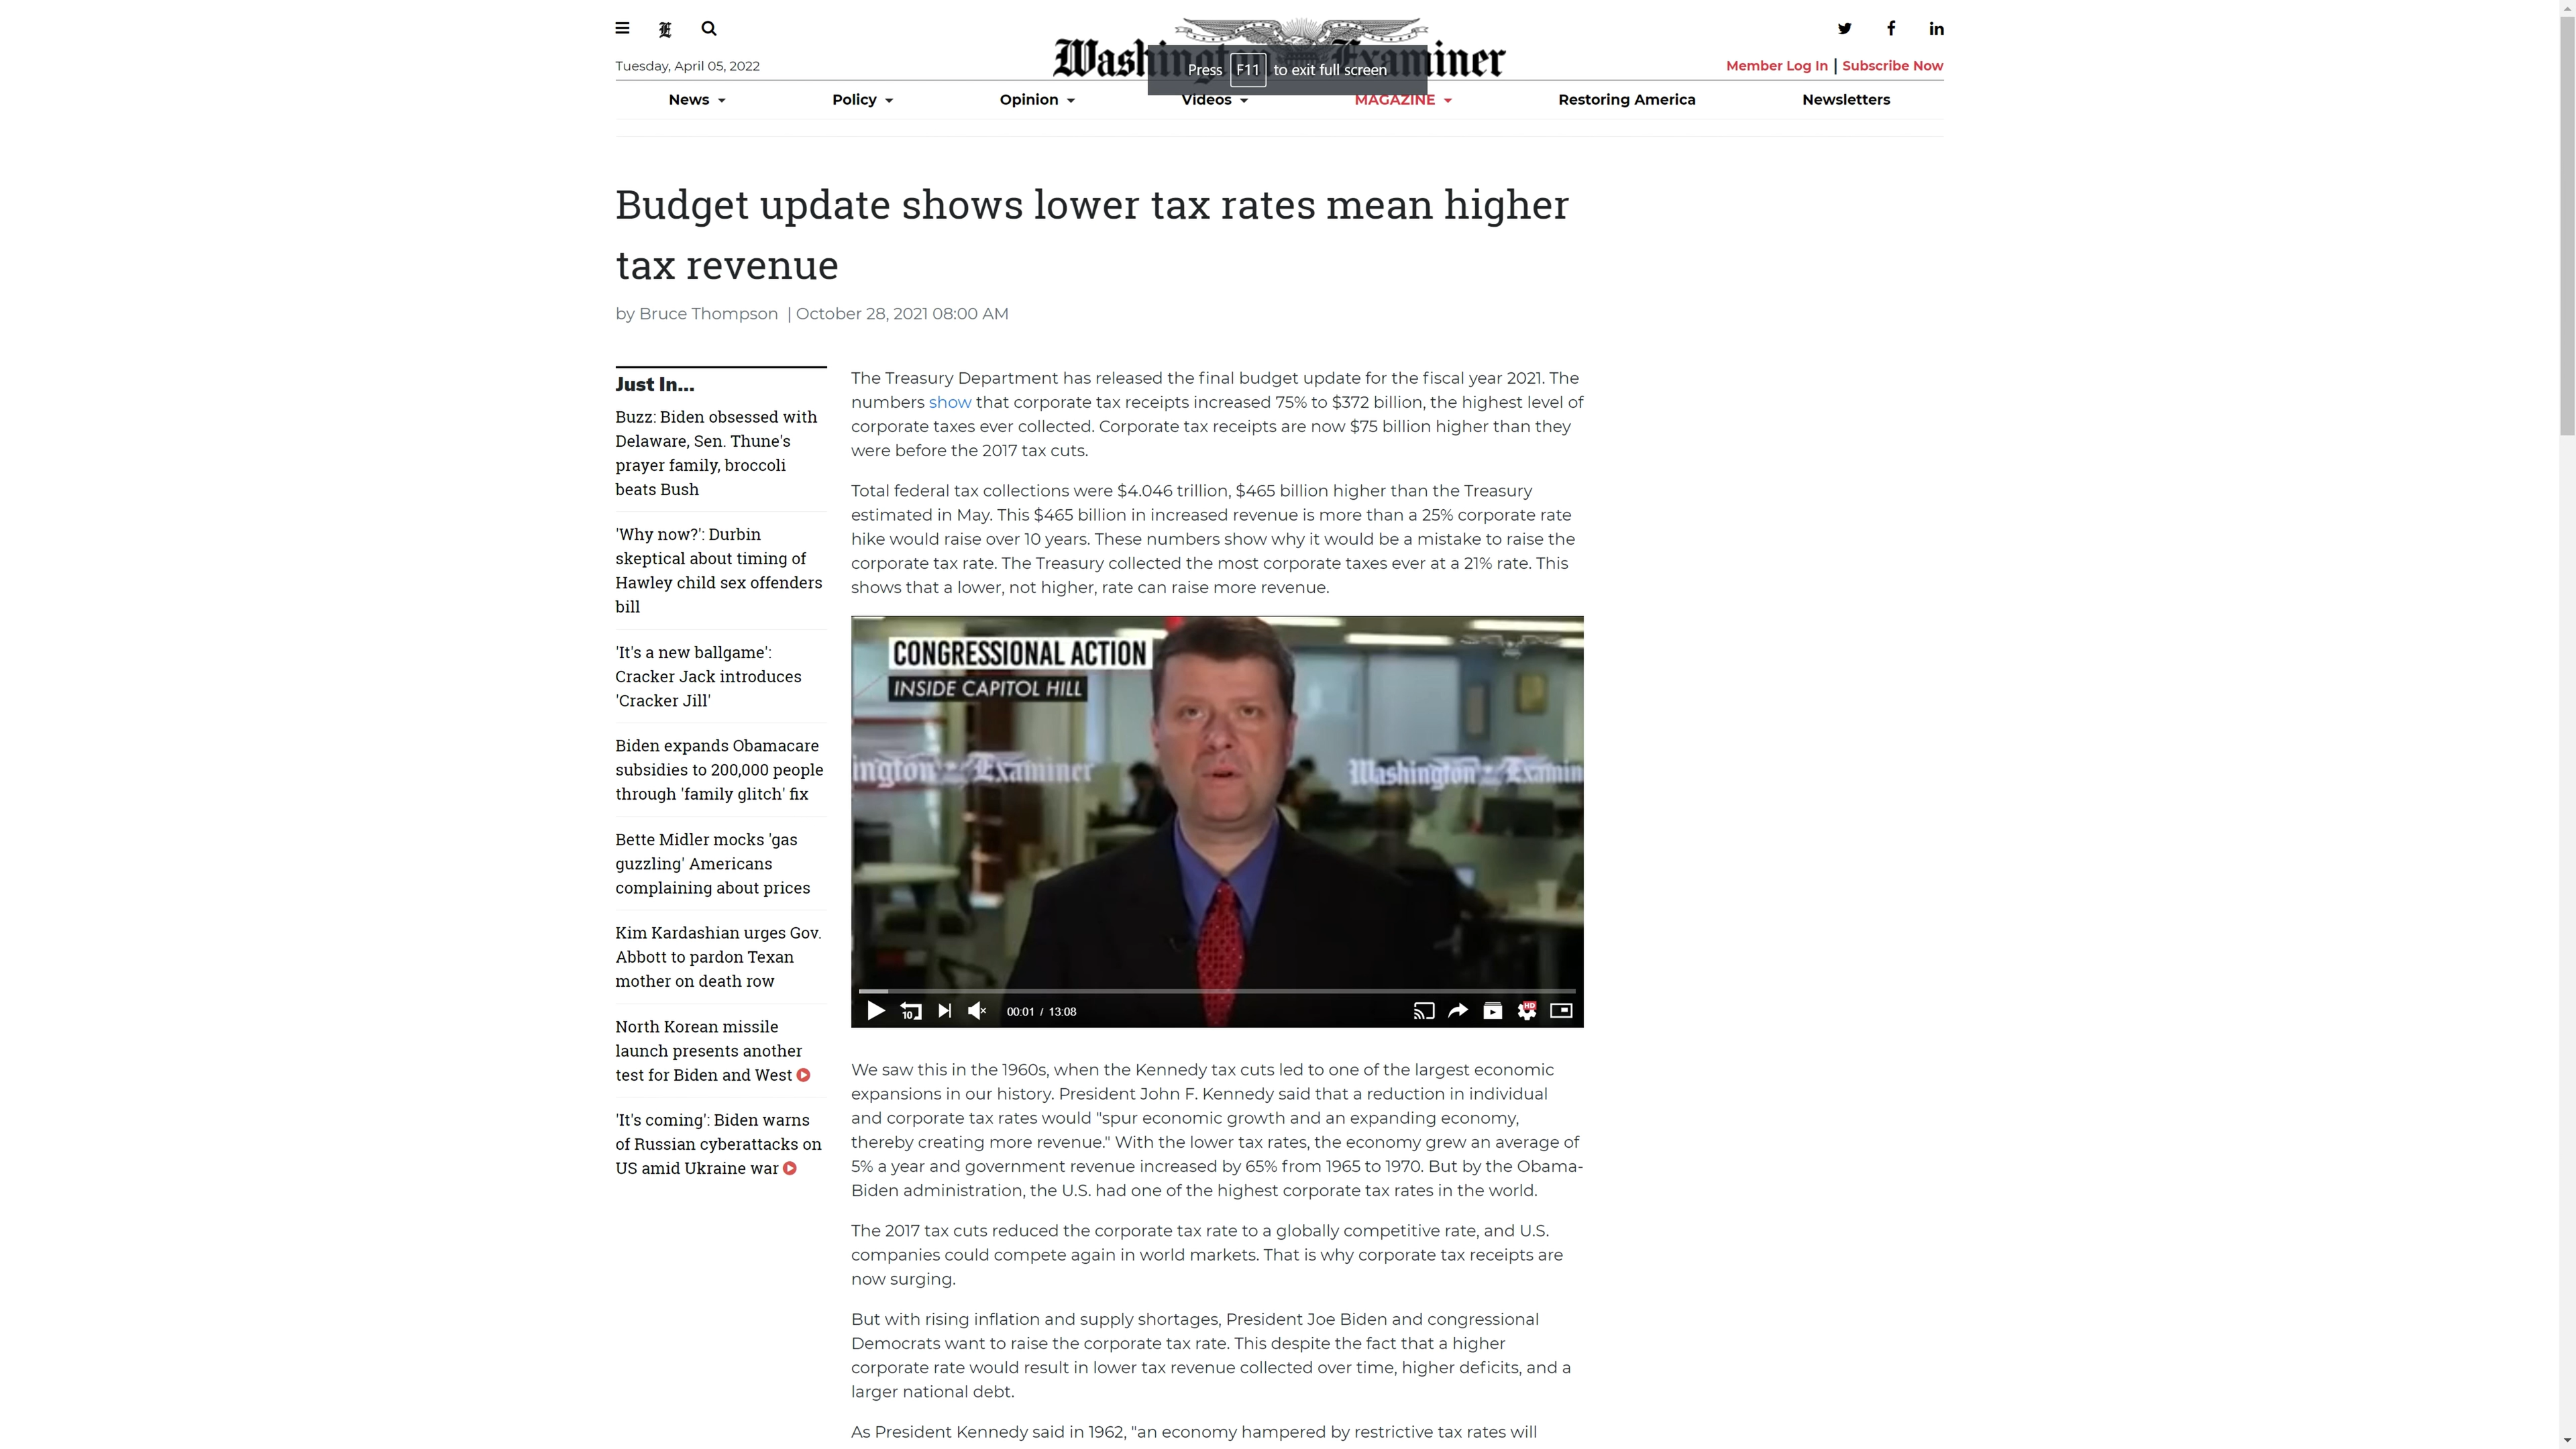 Tuesday, April 05, 2022
Washington Examiner
Press F11 to exit full screen
Member Log In | Subscribe Now
News
Policy
Opinion
Videos
MAGAZINE
Restoring America
Newsletters
Budget update shows lower tax rates mean higher
tax revenue
by Bruce Thompson | October 28, 2021 08:00 AM
Just In...
Buzz: Biden obsessed with
Delaware, Sen. Thune's
prayer family, broccoli
beats Bush
'Why now?': Durbin
skeptical about timing of
Hawley child sex offenders
bill
'It's a new ballgame':
Cracker Jack introduces
'Cracker Jill'
Biden expands Obamacare
subsidies to 200,000 people
through 'family glitch' fix
Bette Midler mocks 'gas
guzzling' Americans
complaining about prices
Kim Kardashian urges Gov.
Abbott to pardon Texan
mother on death row
North Korean missile
launch presents another
test for Biden and West
'It's coming': Biden warns
of Russian cyberattacks on
US amid Ukraine war
The Treasury Department has released the final budget update for the fiscal year 2021. The
numbers show that corporate tax receipts increased 75% to $372 billion, the highest level of
corporate taxes ever collected. Corporate tax receipts are now $75 billion higher than they
were before the 2017 tax cuts.
Total federal tax collections were $4.046 trillion, $465 billion higher than the Treasury
estimated in May. This $465 billion in increased revenue is more than a 25% corporate rate
hike would raise over 10 years. These numbers show why it would be a mistake to raise the
corporate tax rate. The Treasury collected the most corporate taxes ever at a 21% rate. This
shows that a lower, not higher, rate can raise more revenue.
CONGRESSIONAL ACTION
INSIDE CAPITOL HILL
ington Examiner
Washington Examin
10
00:01 / 13:08
HD
We saw this in the 1960s, when the Kennedy tax cuts led to one of the largest economic
expansions in our history. President John F. Kennedy said that a reduction in individual
and corporate tax rates would "spur economic growth and an expanding economy,
thereby creating more revenue." With the lower tax rates, the economy grew an average of
5% a year and government revenue increased by 65% from 1965 to 1970. But by the Obama-
Biden administration, the U.S. had one of the highest corporate tax rates in the world.
The 2017 tax cuts reduced the corporate tax rate to a globally competitive rate, and U.S.
companies could compete again in world markets. That is why corporate tax receipts are
now surging.
But with rising inflation and supply shortages, President Joe Biden and congressional
Democrats want to raise the corporate tax rate. This despite the fact that a higher
corporate rate would result in lower tax revenue collected over time, higher deficits, and a
larger national debt.
As President Kennedy said in 1962, "an economy hampered by restrictive tax rates will